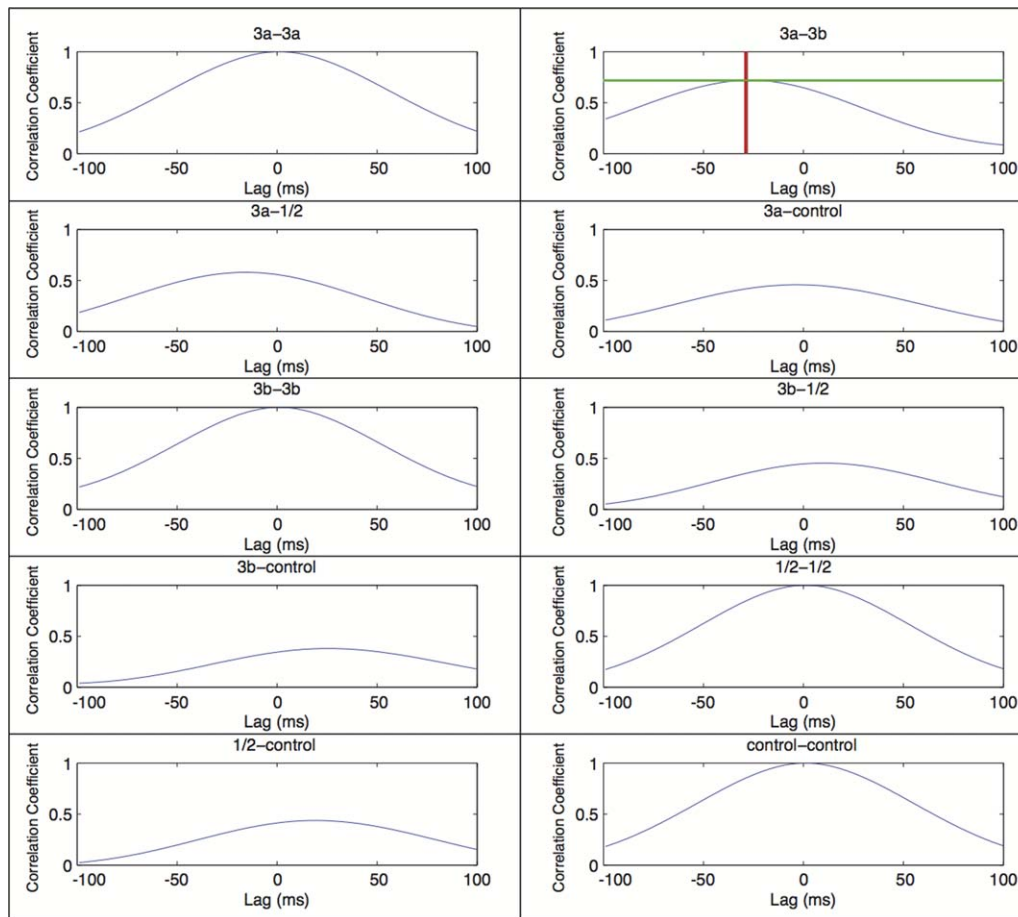 3a-3a
Correlation Coefficient
1
0.5
0
-100 -50 0 50 100
Lag (ms)
3a-3b
Correlation Coefficient
1
0.5
0
-100 -50 0 50 100
Lag (ms)
3a-1/2
Correlation Coefficient
1
0.5
0
-100 -50 0 50 100
Lag (ms)
3a-control
Correlation Coefficient
1
0.5
0
-100 -50 0 50 100
Lag (ms)
3b-3b
Correlation Coefficient
1
0.5
0
-100 -50 0 50 100
Lag (ms)
3b-1/2
Correlation Coefficient
1
0.5
0
-100 -50 0 50 100
Lag (ms)
3b-control
Correlation Coefficient
1
0.5
0
-100 -50 0 50 100
Lag (ms)
1/2-1/2
Correlation Coefficient
1
0.5
0
-100 -50 0 50 100
Lag (ms)
1/2-control
Correlation Coefficient
1
0.5
0
-100 -50 0 50 100
Lag (ms)
control-control
Correlation Coefficient
1
0.5
0
-100 -50 0 50 100
Lag (ms)